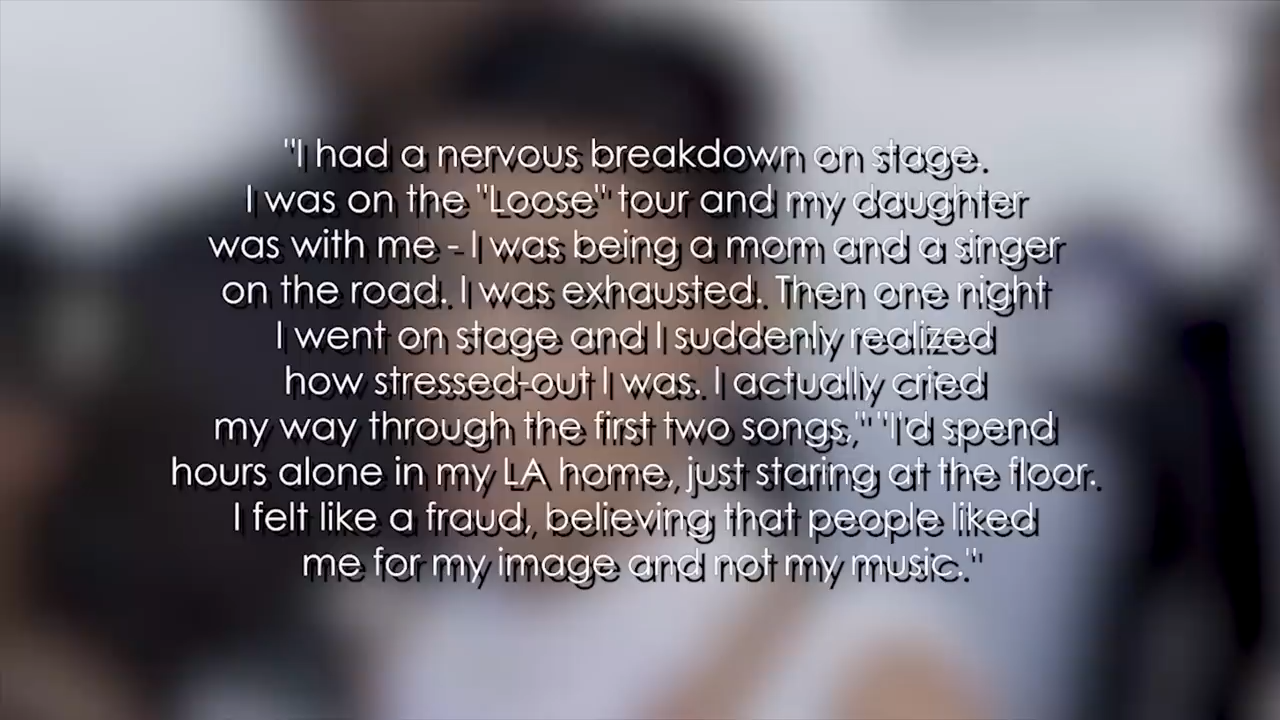 "I had a nervous breakdown on stage.
I was on the "Loose" tour and my daughter
was with me - I was being a mom and a singer
on the road. I was exhausted. Then one night
I went on stage and I suddenly realized
how stressed-out I was. I actually cried
my way through the first two songs," "I'd spend
hours alone in my LA home, just staring at the floor.
I felt like a fraud, believing that people liked
me for my image and not my music."